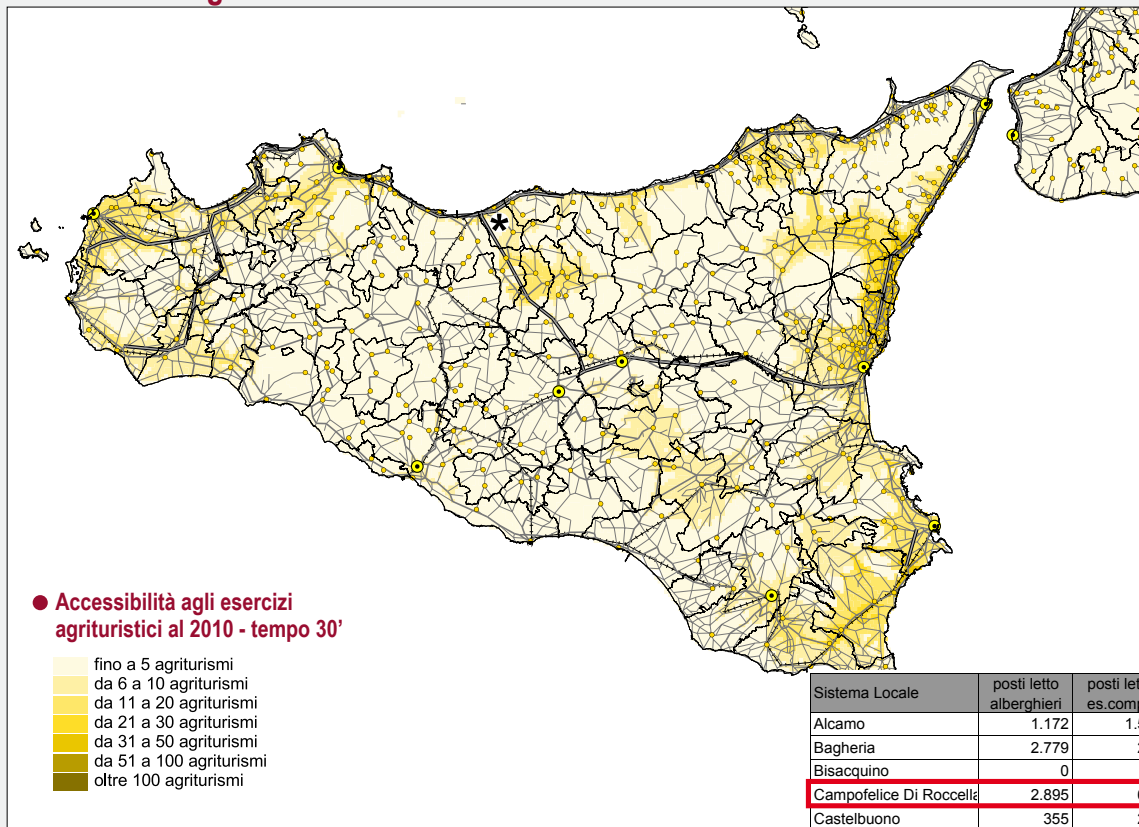 ● Accessibilità agli esercizi
agrituristici al 2010 - tempo 30’
fino a 5 agriturismi
da 6 a 10 agriturismi
da 11 a 20 agriturismi
da 21 a 30 agriturismi
da 31 a 50 agriturismi
da 51 a 100 agriturismi
oltre 100 agriturismi
*
Sistema Locale posti letto alberghieri posti es.
Alcamo 1.172
Bagheria 2.779
Bisacquino 0
Campofelice Di Roccella 2.895
Castelbuono 355